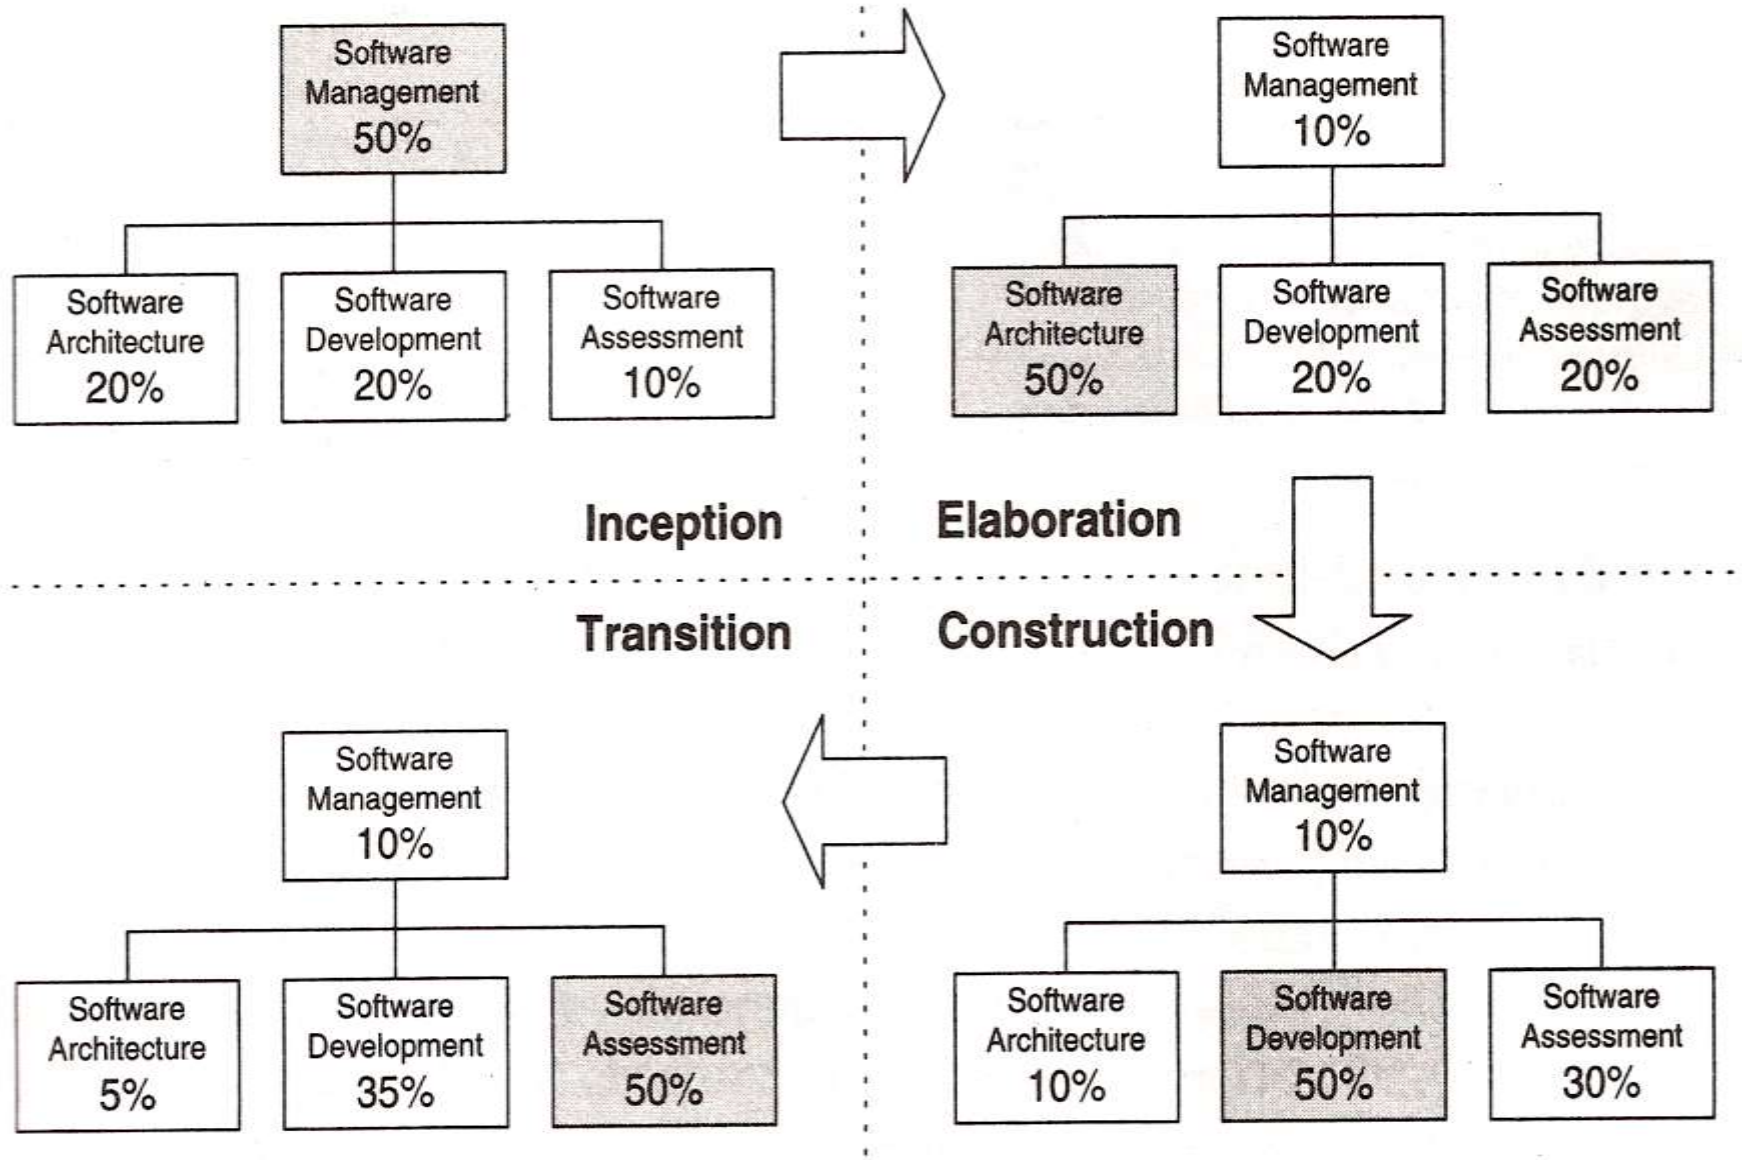 Software
Management
50%
Software
Architecture
20%
Software
Development
20%
Software
Assessment
10%
Inception
Software
Management
10%
Software
Architecture
50%
Software
Development
20%
Software
Assessment
20%
Elaboration
Transition
Software
Management
10%
Software
Architecture
5%
Software
Development
35%
Software
Assessment
50%
Construction
Software
Management
10%
Software
Architecture
10%
Software
Development
50%
Software
Assessment
30%